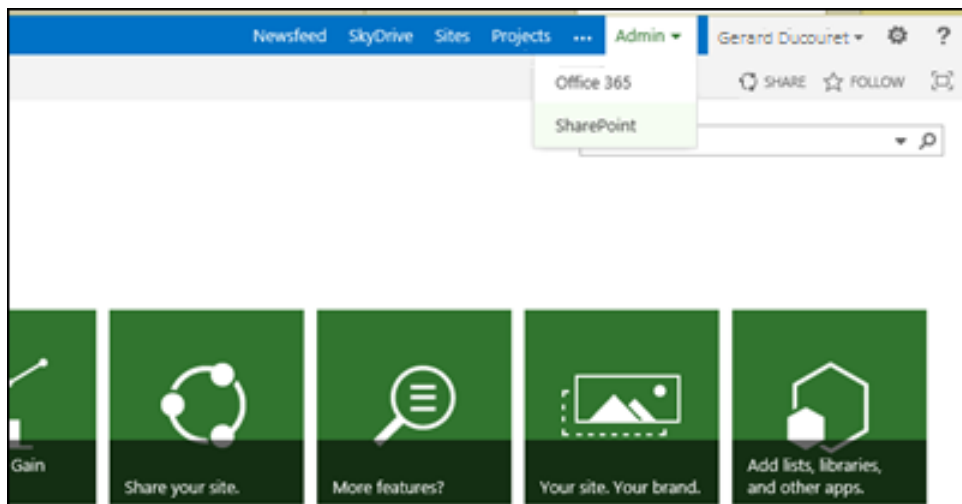 Newsfeed SkyDrive Sites Projects ... Admin Gerard Ducouret ?
Office 365
SHARE FOLLOW
SharePoint
Gain
Share your site.
More features?
Your site. Your brand.
Add lists, libraries,
and other apps.